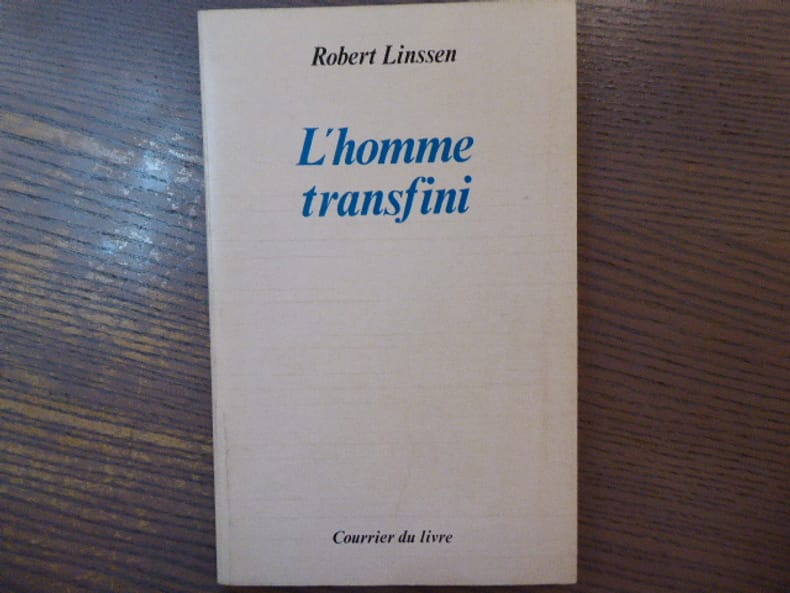 Robert Linssen
L'homme
transfini
Courrier du livre